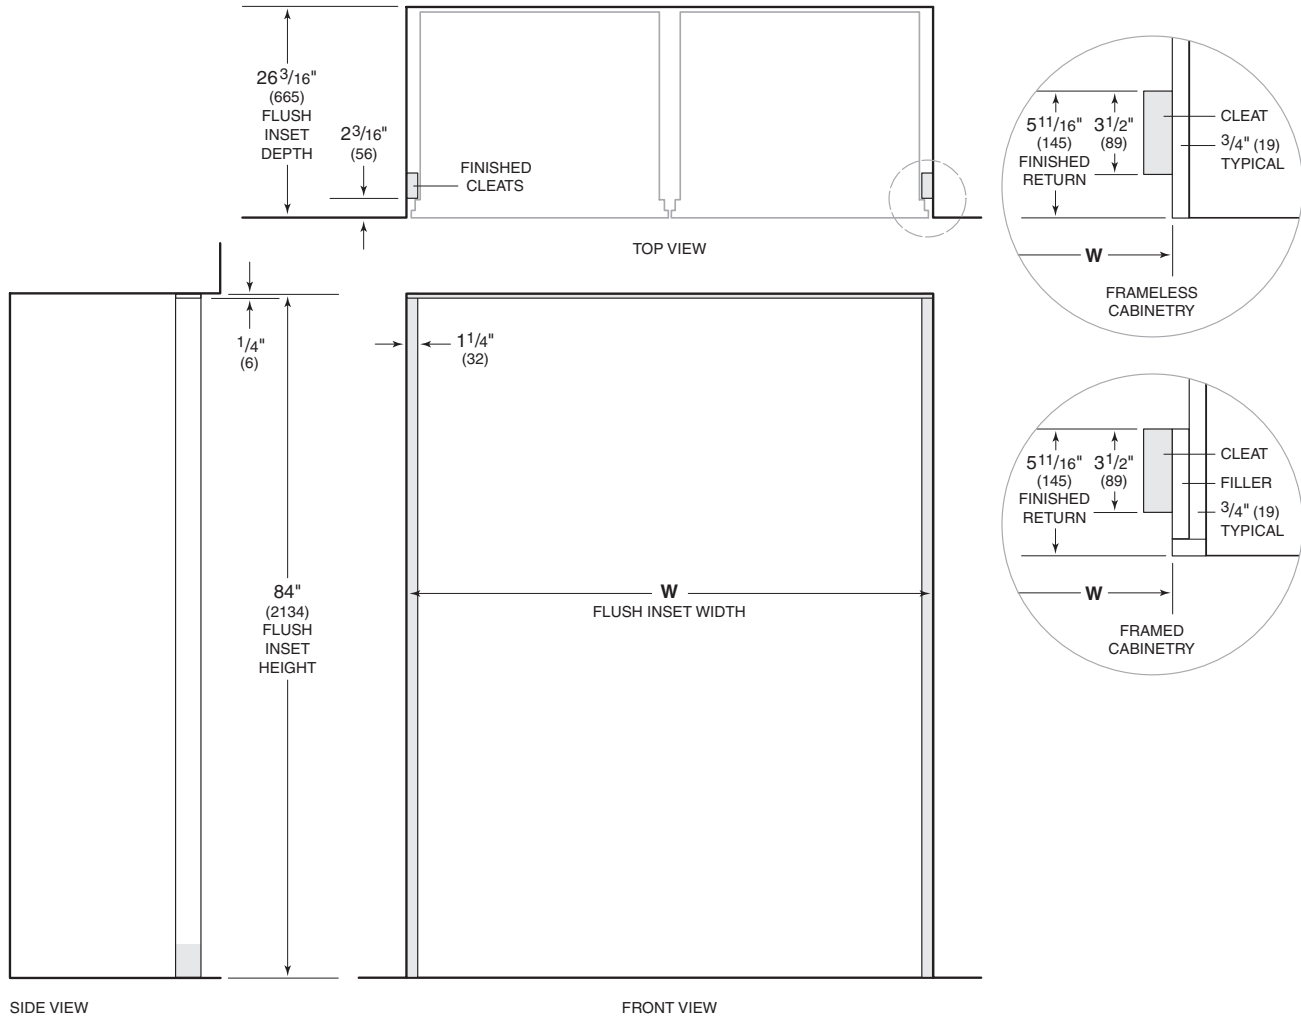 26 3/16"
(665)
FLUSH
INSET
DEPTH
2 3/16"
(56)
FINISHED
CLEATS
TOP VIEW
5 11/16"
(145)
FINISHED
RETURN
3 1/2"
(89)
CLEAT
3/4" (19)
TYPICAL
W
FRAMELESS
CABINETRY
1/4"
(6)
1 1/4"
(32)
84"
(2134)
FLUSH
INSET
HEIGHT
W
FLUSH INSET WIDTH
5 11/16"
(145)
FINISHED
RETURN
3 1/2"
(89)
CLEAT
FILLER
3/4" (19)
TYPICAL
W
FRAMED
CABINETRY
SIDE VIEW
FRONT VIEW